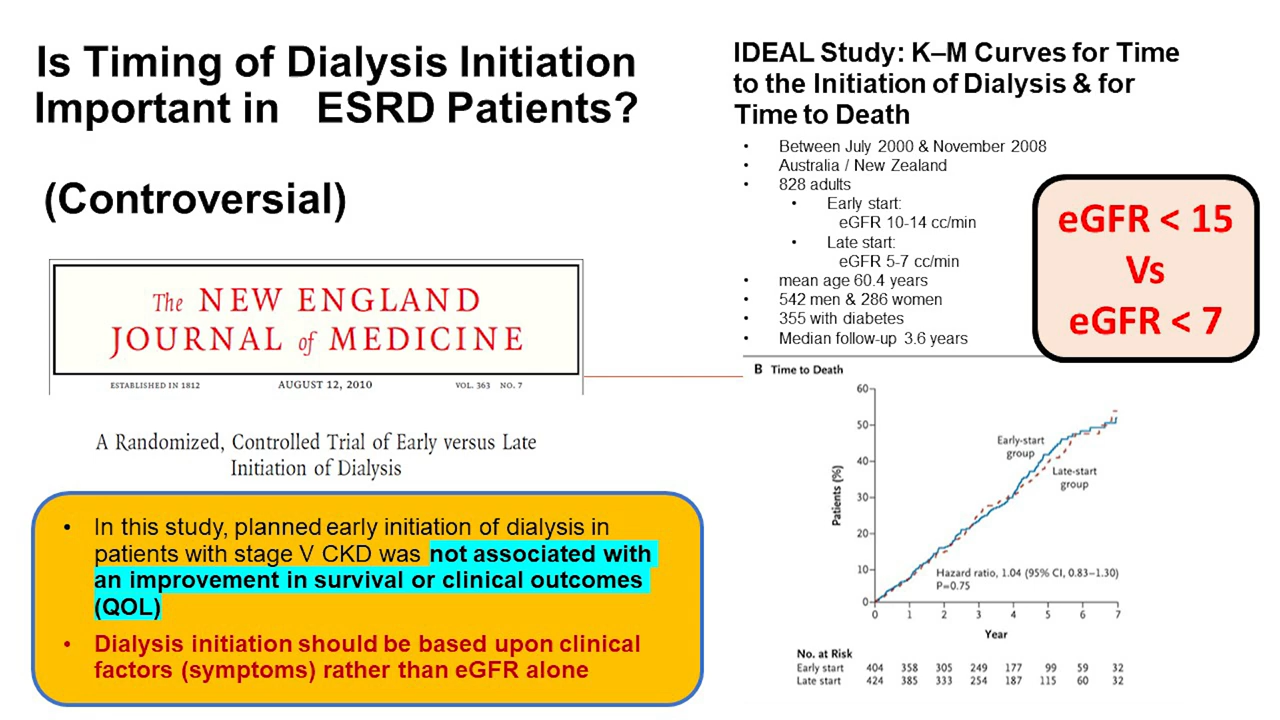 Is Timing of Dialysis Initiation
Important in ESRD Patients?
(Controversial)
The NEW ENGLAND
JOURNAL of MEDICINE
ESTABLISHED IN 1812 AUGUST 12, 2010 VOL. 363 NO. 7
A Randomized, Controlled Trial of Early versus Late
Initiation of Dialysis
• In this study, planned early initiation of dialysis in
patients with stage V CKD was not associated with
an improvement in survival or clinical outcomes
(QOL)
• Dialysis initiation should be based upon clinical
factors (symptoms) rather than eGFR alone
IDEAL Study: K–M Curves for Time
to the Initiation of Dialysis & for
Time to Death
• Between July 2000 & November 2008
• Australia / New Zealand
• 828 adults
• Early start:
eGFR 10-14 cc/min
• Late start:
eGFR 5-7 cc/min
• mean age 60.4 years
• 542 men & 286 women
• 355 with diabetes
• Median follow-up 3.6 years
eGFR < 15
Vs
eGFR < 7
B Time to Death
Patients (%)
60
50
40
30
20
10
0
Early-start
group
Late-start
group
Hazard ratio, 1.04 (95% CI, 0.83–1.30)
P=0.75
0 1 2 3 4 5 6 7
Year
No. at Risk
Early start 404 358 305 249 177 99 59 32
Late start 424 385 333 254 187 115 60 32